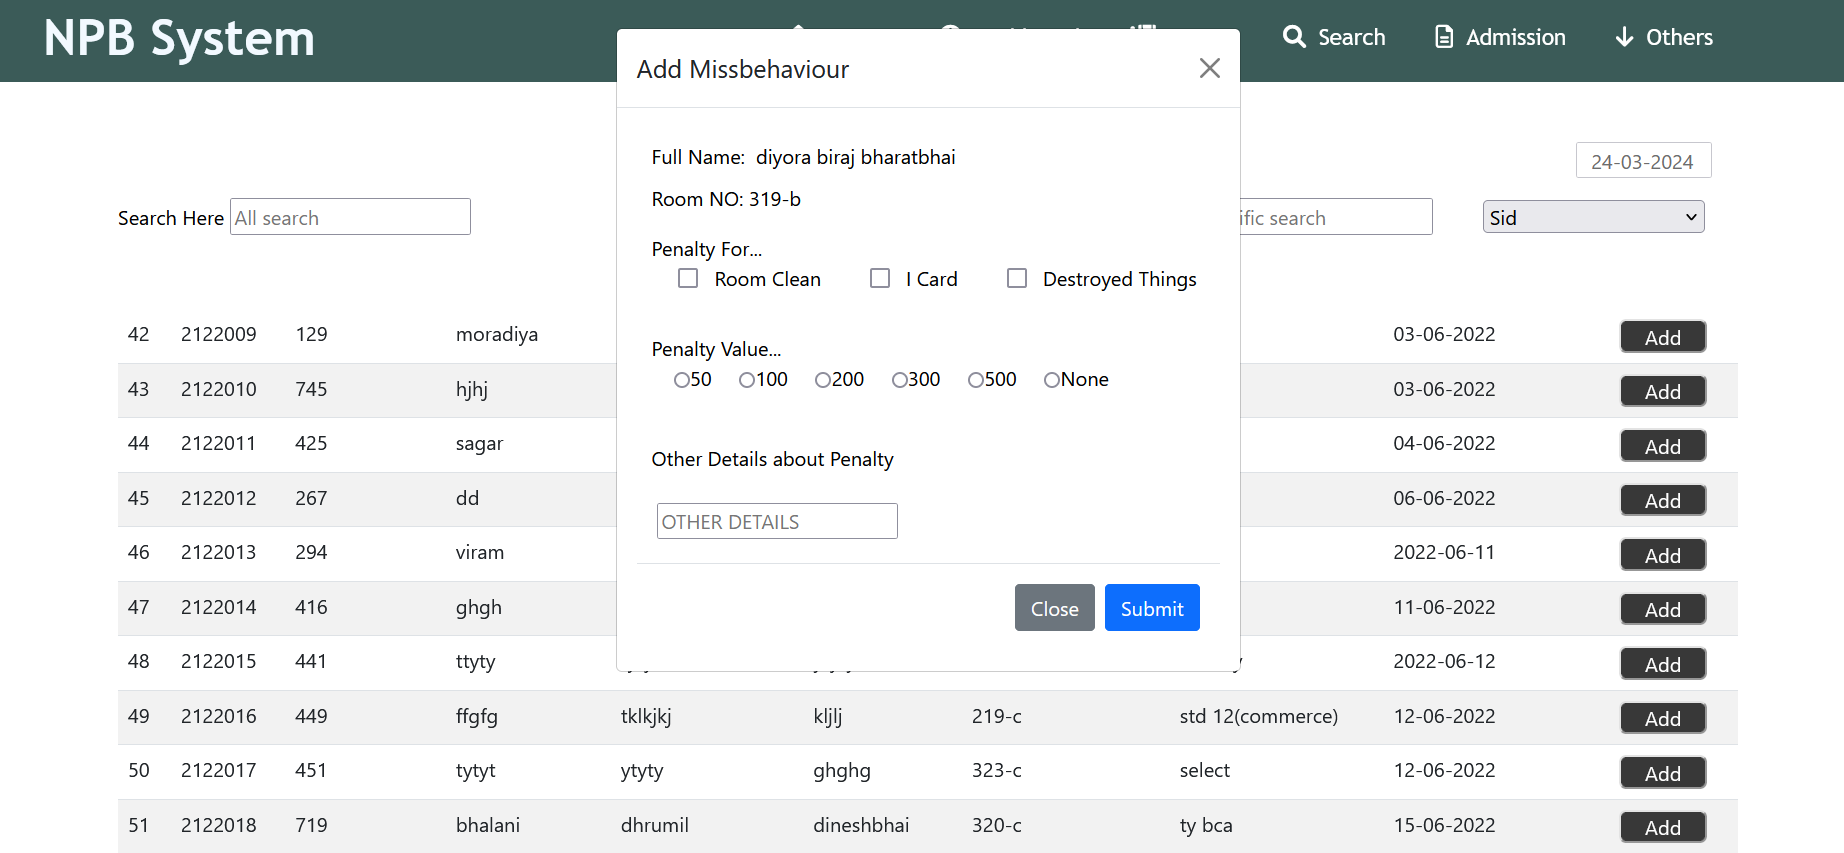 NPB System
Search
Admission
Others
Add Missbehaviour
24-03-2024
Full Name: diyora biraj bharatbhai
Room NO: 319-b
Search Here All search
ific search
Sid
Penalty For...
Room Clean I Card Destroyed Things
42 2122009 129 moradiya 03-06-2022 Add
Penalty Value...
50 100 200 300 500 None
43 2122010 745 hjhj 03-06-2022 Add
44 2122011 425 sagar 04-06-2022 Add
Other Details about Penalty
45 2122012 267 dd 06-06-2022 Add
OTHER DETAILS
46 2122013 294 viram 2022-06-11 Add
47 2122014 416 ghgh 11-06-2022 Add
Close Submit
48 2122015 441 ttyty 2022-06-12 Add
49 2122016 449 ffgfg tklkjkj kljlj 219-c std 12(commerce) 12-06-2022 Add
50 2122017 451 tytyt ytyty ghghg 323-c select 12-06-2022 Add
51 2122018 719 bhalani dhrumil dineshbhai 320-c ty bca 15-06-2022 Add